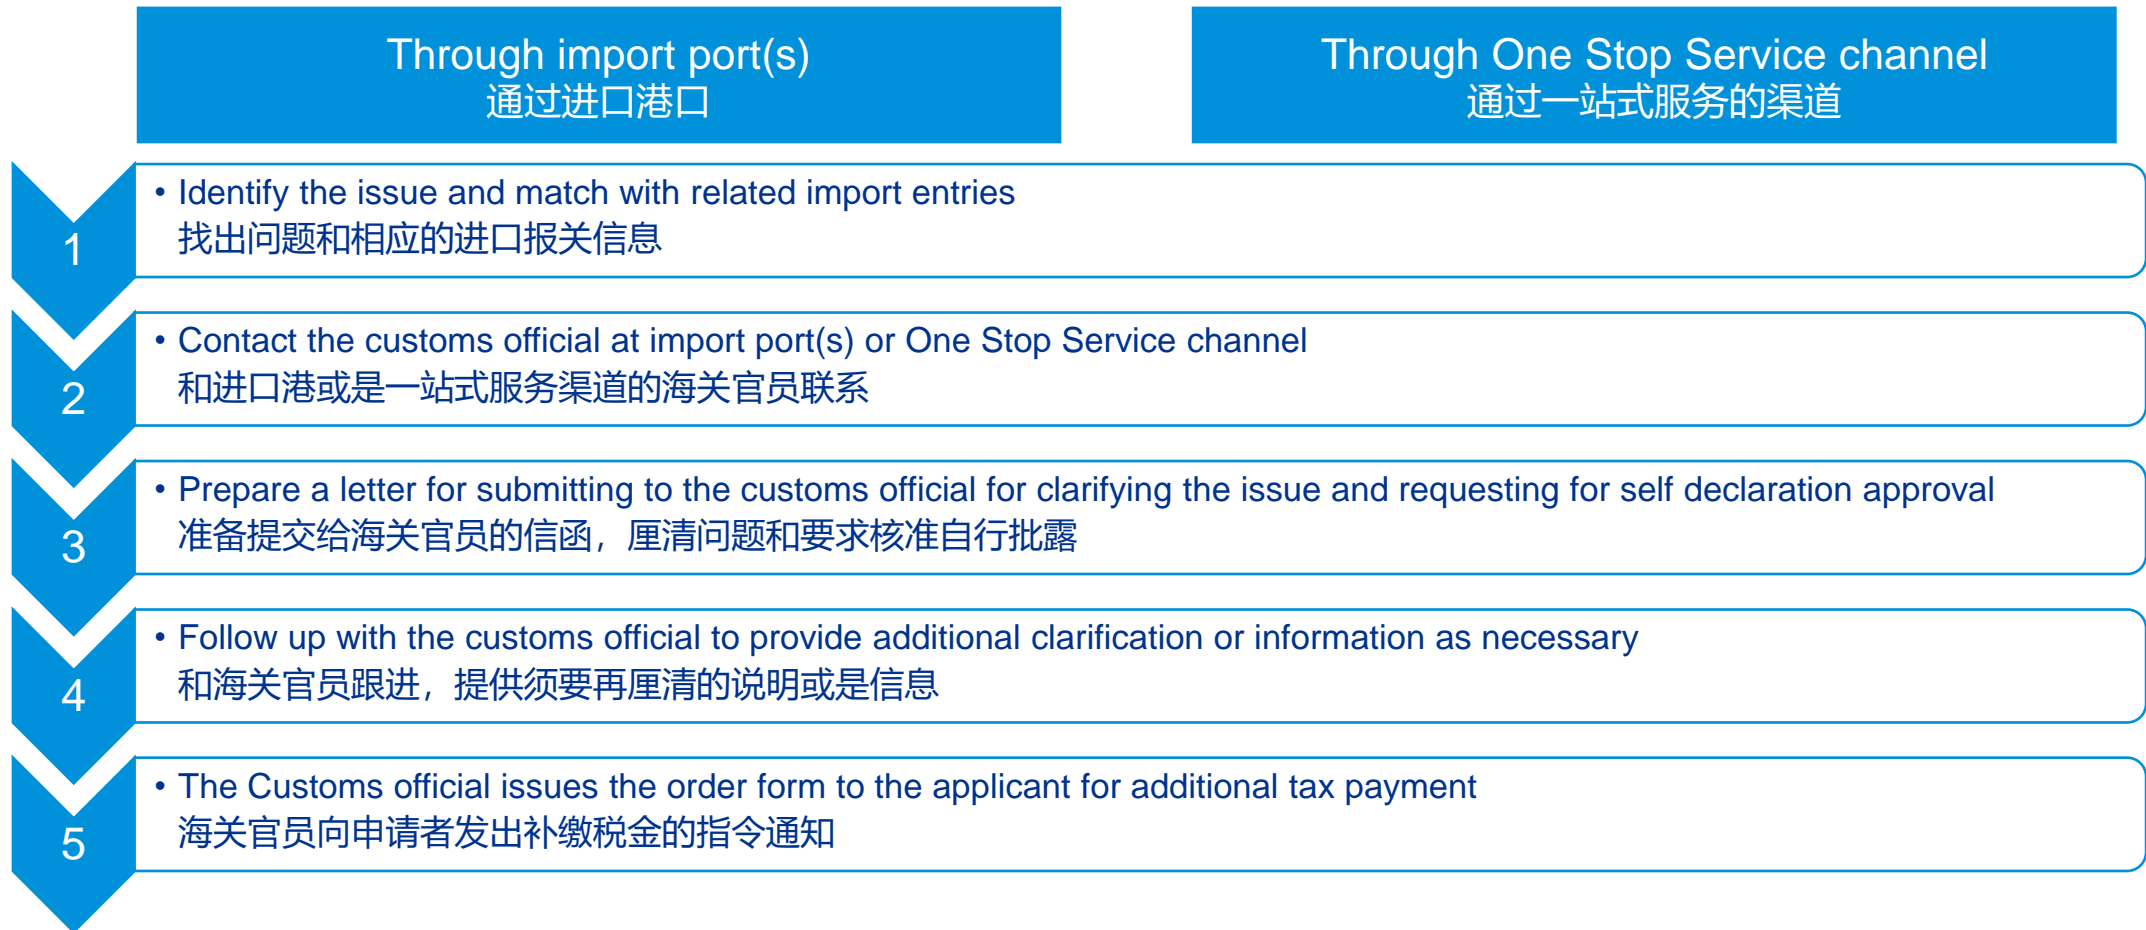 Through import port(s)
通过进口港口
Through One Stop Service channel
通过一站式服务的渠道
1
• Identify the issue and match with related import entries
找出问题和相应的进口报关信息
2
• Contact the customs official at import port(s) or One Stop Service channel
和进口港或是一站式服务渠道的海关官员联系
3
• Prepare a letter for submitting to the customs official for clarifying the issue and requesting for self declaration approval
准备提交给海关官员的信函，厘清问题和要求核准自行批露
4
• Follow up with the customs official to provide additional clarification or information as necessary
和海关官员跟进，提供须要再厘清的说明或是信息
5
• The Customs official issues the order form to the applicant for additional tax payment
海关官员向申请者发出补缴税金的指令通知